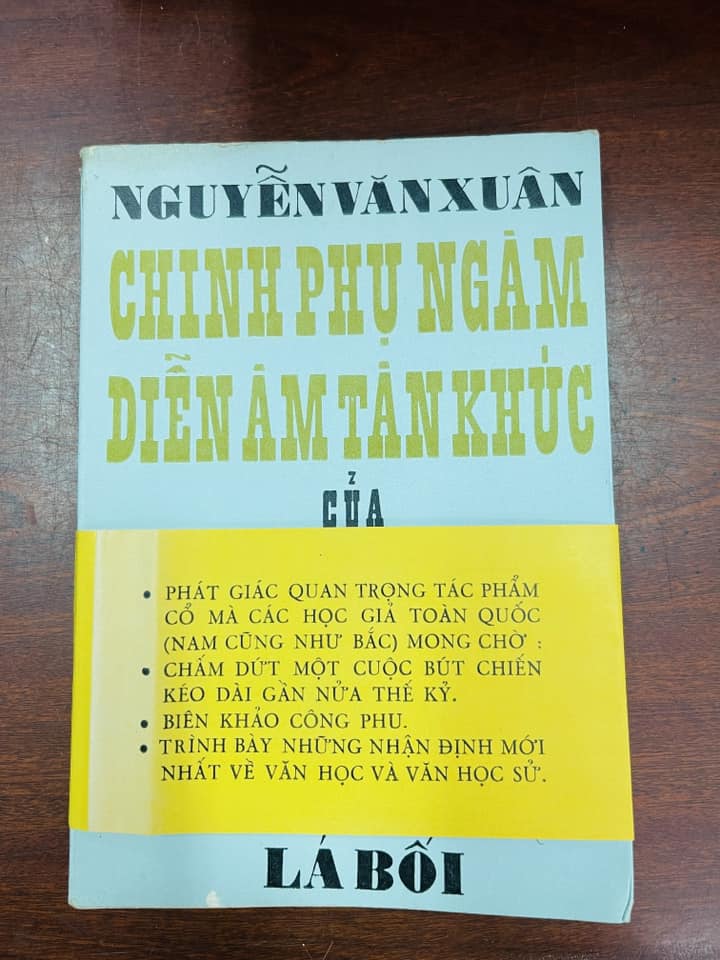 NGUYỄN VĂN XUÂN
CHINH PHỤ NGÂM
DIỄN ÂM TÂN KHÚC
CỦA
• PHÁT GIÁC QUAN TRỌNG TÁC PHẨM
CỔ MÀ CÁC HỌC GIẢ TOÀN QUỐC
(NAM CŨNG NHƯ BẮC) MONG CHỜ :
• CHẤM DỨT MỘT CUỘC BÚT CHIẾN
KÉO DÀI GẦN NỬA THẾ KỶ.
• BIÊN KHẢO CÔNG PHU.
• TRÌNH BÀY NHỮNG NHẬN ĐỊNH MỚI
NHẤT VỀ VĂN HỌC VÀ VĂN HỌC SỬ.
LÁ BỐI